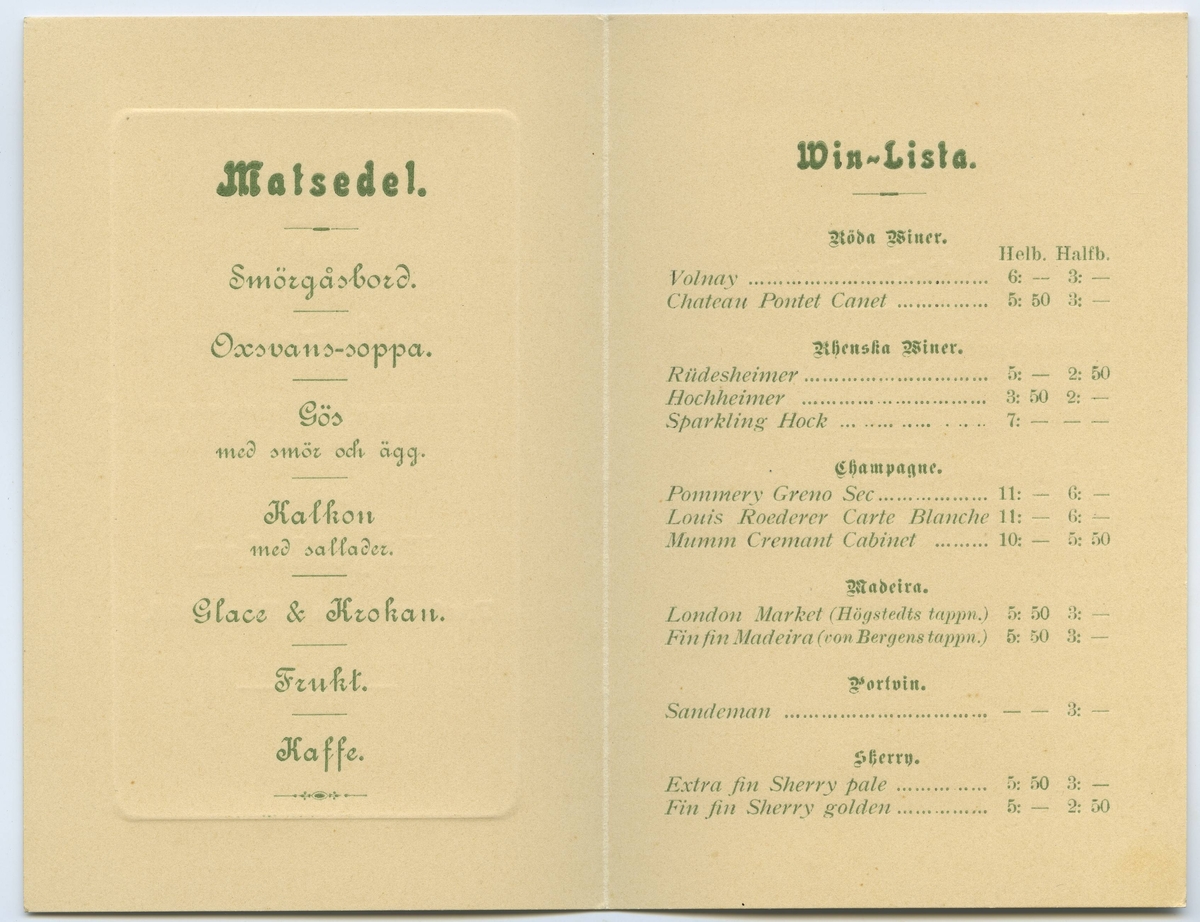 Matsedel.
Smörgåsbord.
Oxsvans-soppa.
Gös
med smör och ägg.
Kalkon
med sallader.
Glace & Krokan.
Frukt.
Kaffe.
Win-Lista.
Röda Winer.
Helb. Halfb.
Volnay ........................................ 6: — 3: —
Chateau Pontet Canet ............... 5: 50 3: —
Rhenska Winer.
Rüdesheimer .............................. 5: — 2: 50
Hochheimer .............................. 3: 50 2: —
Sparkling Hock ... ..... ..... . .. .. 7: — — —
Champagne.
Pommery Greno Sec .................. 11: — 6: —
Louis Roederer Carte Blanche 11: — 6: —
Mumm Cremant Cabinet ......... 10: — 5: 50
Madeira.
London Market (Högstedts tappn.) 5: 50 3: —
Fin fin Madeira (von Bergens tappn.) 5: 50 3: —
Portvin.
Sandeman ................................. — — 3: —
Sherry.
Extra fin Sherry pale ............... 5: 50 3: —
Fin fin Sherry golden ............... 5: — 2: 50